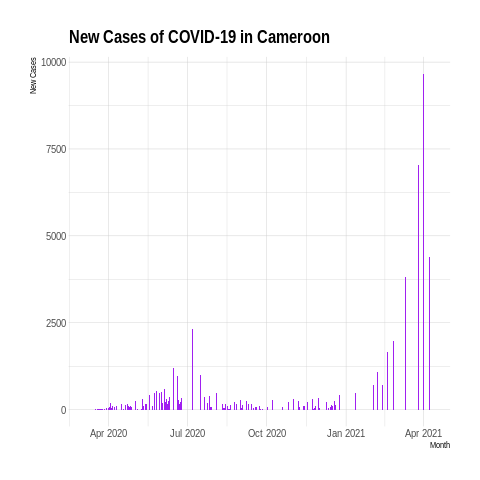 New Cases of COVID-19 in Cameroon
New Cases
10000
7500
5000
2500
0
Apr 2020 Jul 2020 Oct 2020 Jan 2021 Apr 2021
Month